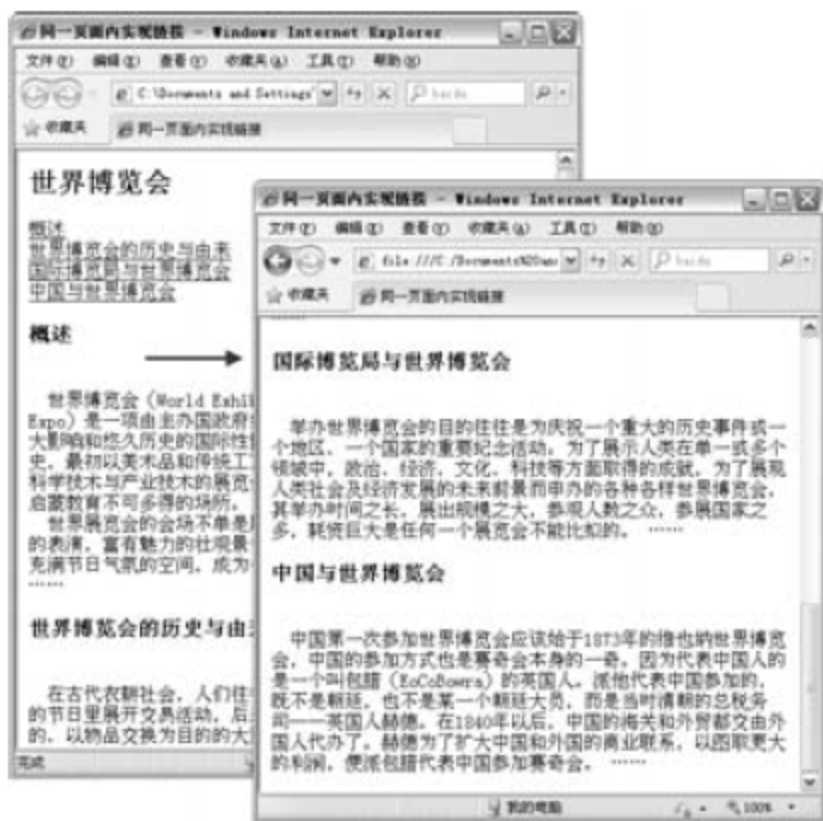 同一页面内实现链接 - Windows Internet Explorer
文件(F) 编辑(E) 查看(V) 收藏夹(A) 工具(T) 帮助(H)
C:\Documents and Settings\
收藏夹 同一页面内实现链接
世界博览会
概述
世界博览会的历史与由来
国际博览局与世界博览会
中国与世界博览会
概述
世界博览会(World Exhi
Expo)是一项由主办国政府
大影响和悠久历史的国际性
史,最初以美术品和传统工
科学技术与产业技术的展览
启蒙教育不可多得的场所。
世界展览会的会场不单是
的表演,富有魅力的壮观景
充满节日气氛的空间,成为
……
世界博览会的历史与由
在古代农耕社会,人们往
的节日里展开交易活动,后
的,以物品交换为目的的大
完成
同一页面内实现链接 - Windows Internet Explorer
文件(F) 编辑(E) 查看(V) 收藏夹(A) 工具(T) 帮助(H)
file:///C:/Documents%20an
收藏夹 同一页面内实现链接
……
国际博览局与世界博览会
举办世界博览会的目的往往是为庆祝一个重大的历史事件或一
个地区、一个国家的重要纪念活动。为了展示人类在单一或多个
领域中,政治、经济、文化、科技等方面取得的成就,为了展现
人类社会及经济发展的未来前景而申办的各种各样世界博览会,
其举办时间之长,展出规模之大,参观人数之众,参展国家之
多,耗资巨大是任何一个展览会不能比拟的。 ……
中国与世界博览会
中国第一次参加世界博览会应该始于1873年的维也纳世界博览
会,中国的参加方式也是赛奇会本身的一奇。因为代表中国人的
是一个叫包腊(EoCoBowra)的英国人。派他代表中国参加的,
既不是朝廷,也不是某一个朝廷大员,而是当时清朝的总税务
司——英国人赫德。在1840年以后,中国的海关和外贸都交由外
国人代办了。赫德为了扩大中国和外国的商业联系,以图取更大
的利润,便派包腊代表中国参加赛奇会。 ……
我的电脑 100%